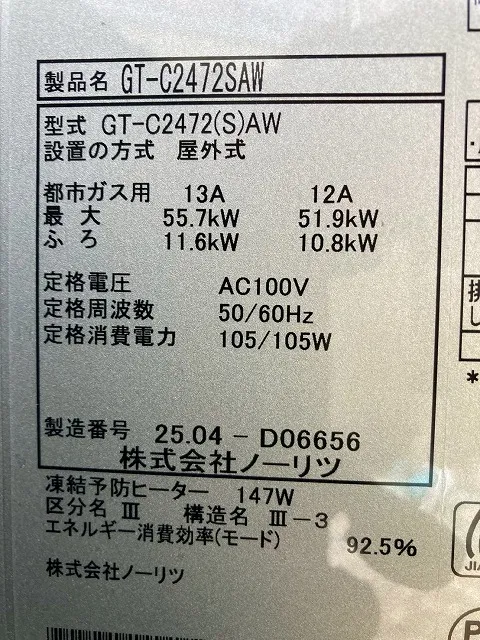 製品名 GT-C2472SAW
型式 GT-C2472(S)AW
設置の方式 屋外式
都市ガス用 13A 12A
最大 55.7kW 51.9kW
ふろ 11.6kW 10.8kW
定格電圧 AC100V
定格周波数 50/60Hz
定格消費電力 105/105W
製造番号 25.04 - D06656
株式会社ノーリツ
凍結予防ヒーター 147W
区分名 Ⅲ 構造名 Ⅲ-3
エネルギー消費効率(モード) 92.5%
株式会社ノーリツ
排
し
*
JIA
P